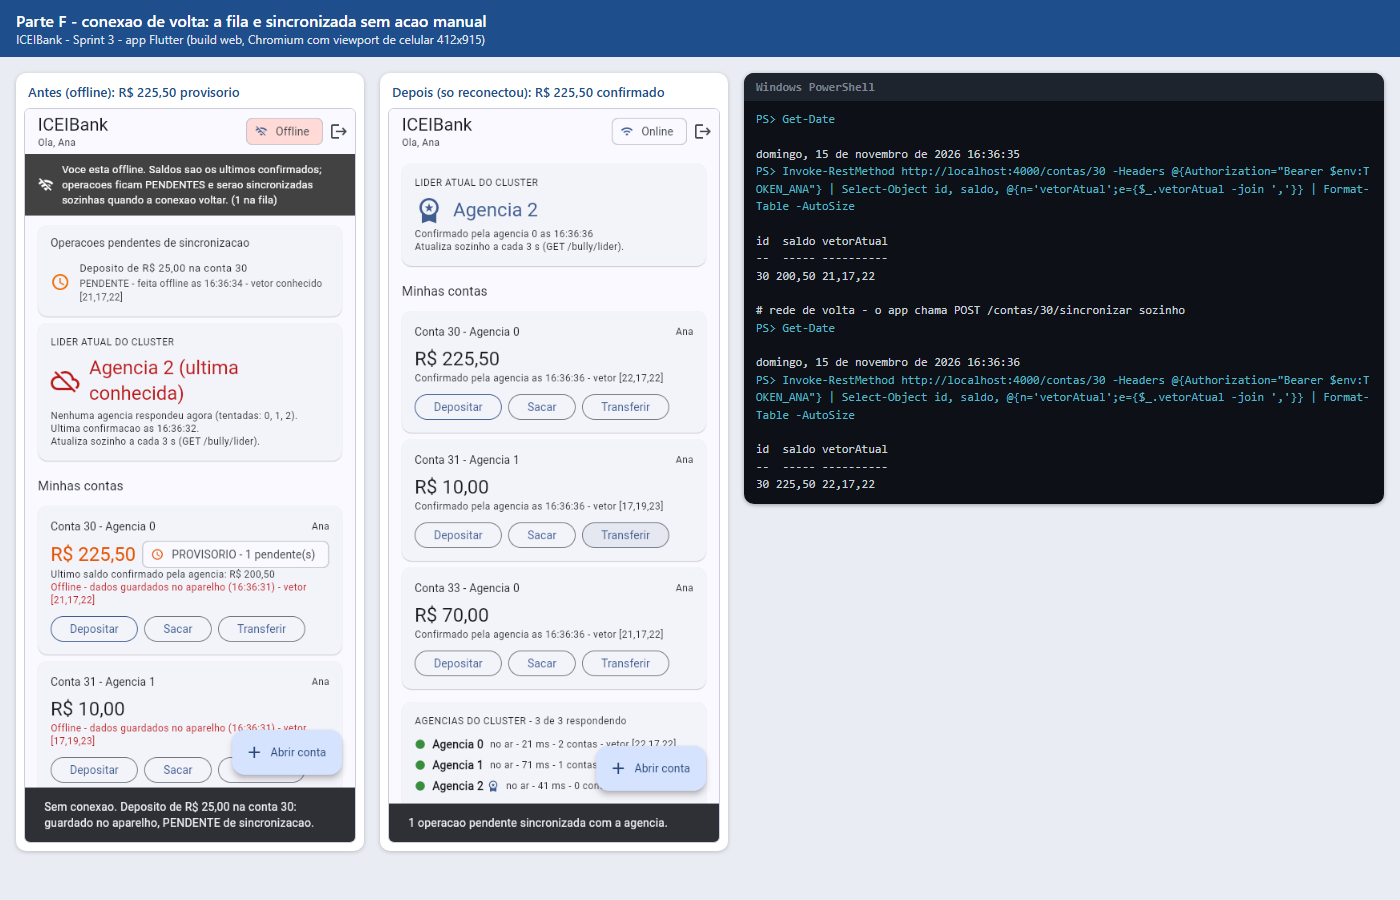 Parte F - conexao de volta: a fila e sincronizada sem acao manual
ICEIBank - Sprint 3 - app Flutter (build web, Chromium com viewport de celular 412x915)
Antes (offline): R$ 225,50 provisorio
ICEIBank
Ola, Ana
Offline
Voce esta offline. Saldos sao os ultimos confirmados;
operacoes ficam PENDENTES e serao sincronizadas
sozinhas quando a conexao voltar. (1 na fila)
Operacoes pendentes de sincronizacao
Deposito de R$ 25,00 na conta 30
PENDENTE - feita offline as 16:36:34 - vetor conhecido
[21,17,22]
LIDER ATUAL DO CLUSTER
Agencia 2 (ultima
conhecida)
Nenhuma agencia respondeu agora (tentadas: 0, 1, 2).
Ultima confirmacao as 16:36:32.
Atualiza sozinho a cada 3 s (GET /bully/lider).
Minhas contas
Conta 30 - Agencia 0
Ana
R$ 225,50
PROVISORIO - 1 pendente(s)
Ultimo saldo confirmado pela agencia: R$ 200,50
Offline - dados guardados no aparelho (16:36:31) - vetor
[21,17,22]
Depositar
Sacar
Transferir
Conta 31 - Agencia 1
Ana
R$ 10,00
Offline - dados guardados no aparelho (16:36:31) - vetor
[17,19,23]
Depositar
Sacar
Abrir conta
Sem conexao. Deposito de R$ 25,00 na conta 30:
guardado no aparelho, PENDENTE de sincronizacao.
Depois (so reconectou): R$ 225,50 confirmado
ICEIBank
Ola, Ana
Online
LIDER ATUAL DO CLUSTER
Agencia 2
Confirmado pela agencia 0 as 16:36:36
Atualiza sozinho a cada 3 s (GET /bully/lider).
Minhas contas
Conta 30 - Agencia 0
Ana
R$ 225,50
Confirmado pela agencia as 16:36:36 - vetor [22,17,22]
Depositar
Sacar
Transferir
Conta 31 - Agencia 1
Ana
R$ 10,00
Confirmado pela agencia as 16:36:36 - vetor [17,19,23]
Depositar
Sacar
Transferir
Conta 33 - Agencia 0
Ana
R$ 70,00
Confirmado pela agencia as 16:36:36 - vetor [21,17,22]
Depositar
Sacar
Transferir
AGENCIAS DO CLUSTER - 3 de 3 respondendo
Agencia 0 no ar - 21 ms - 2 contas - vetor [22,17,22]
Agencia 1 no ar - 71 ms - 1 contas
Agencia 2 no ar - 41 ms - 0
Abrir conta
1 operacao pendente sincronizada com a agencia.
Windows PowerShell
PS> Get-Date
domingo, 15 de novembro de 2026 16:36:35
PS> Invoke-RestMethod http://localhost:4000/contas/30 -Headers @{Authorization="Bearer $env:T
OKEN_ANA"} | Select-Object id, saldo, @{n='vetorAtual';e={$_.vetorAtual -join ','}} | Format-
Table -AutoSize
id  saldo vetorAtual
--  ----- ----------
30 200,50 21,17,22
# rede de volta - o app chama POST /contas/30/sincronizar sozinho
PS> Get-Date
domingo, 15 de novembro de 2026 16:36:36
PS> Invoke-RestMethod http://localhost:4000/contas/30 -Headers @{Authorization="Bearer $env:T
OKEN_ANA"} | Select-Object id, saldo, @{n='vetorAtual';e={$_.vetorAtual -join ','}} | Format-
Table -AutoSize
id  saldo vetorAtual
--  ----- ----------
30 225,50 22,17,22